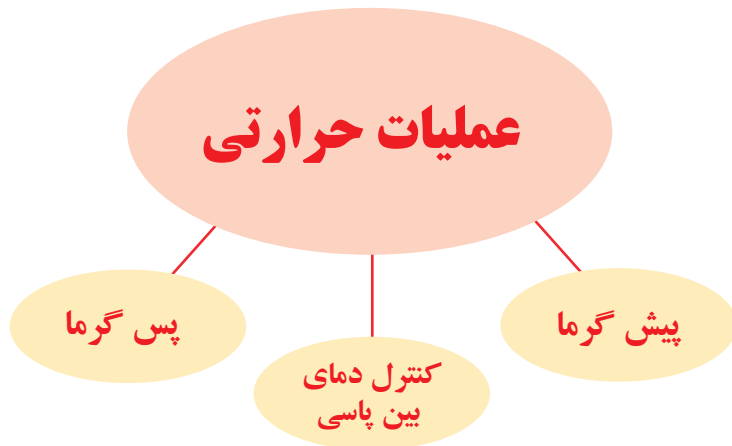 عملیات حرارتی
پیش گرما
کنترل دمای
بین پاسی
پس گرما